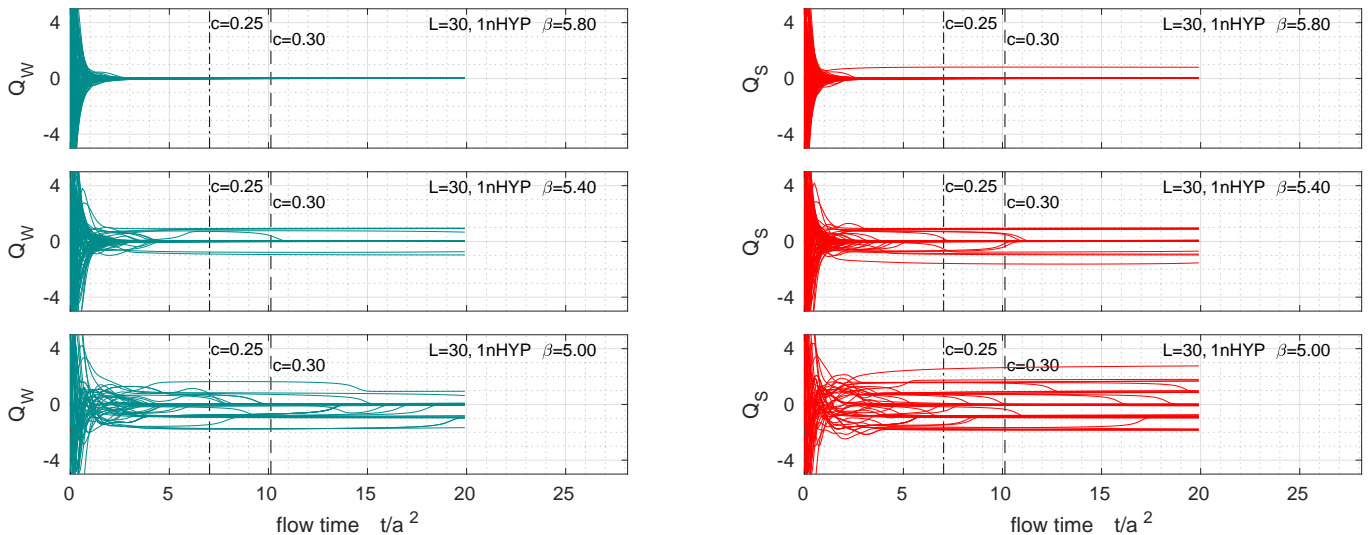 4
0
-4
Q_W
c=0.25
c=0.30
L=30, 1nHYP β=5.80
4
0
-4
Q_W
c=0.25
c=0.30
L=30, 1nHYP β=5.40
4
0
-4
Q_W
c=0.25
c=0.30
L=30, 1nHYP β=5.00
0 5 10 15 20 25
flow time t/a^2
4
0
-4
Q_S
c=0.25
c=0.30
L=30, 1nHYP β=5.80
4
0
-4
Q_S
c=0.25
c=0.30
L=30, 1nHYP β=5.40
4
0
-4
Q_S
c=0.25
c=0.30
L=30, 1nHYP β=5.00
0 5 10 15 20 25
flow time t/a^2